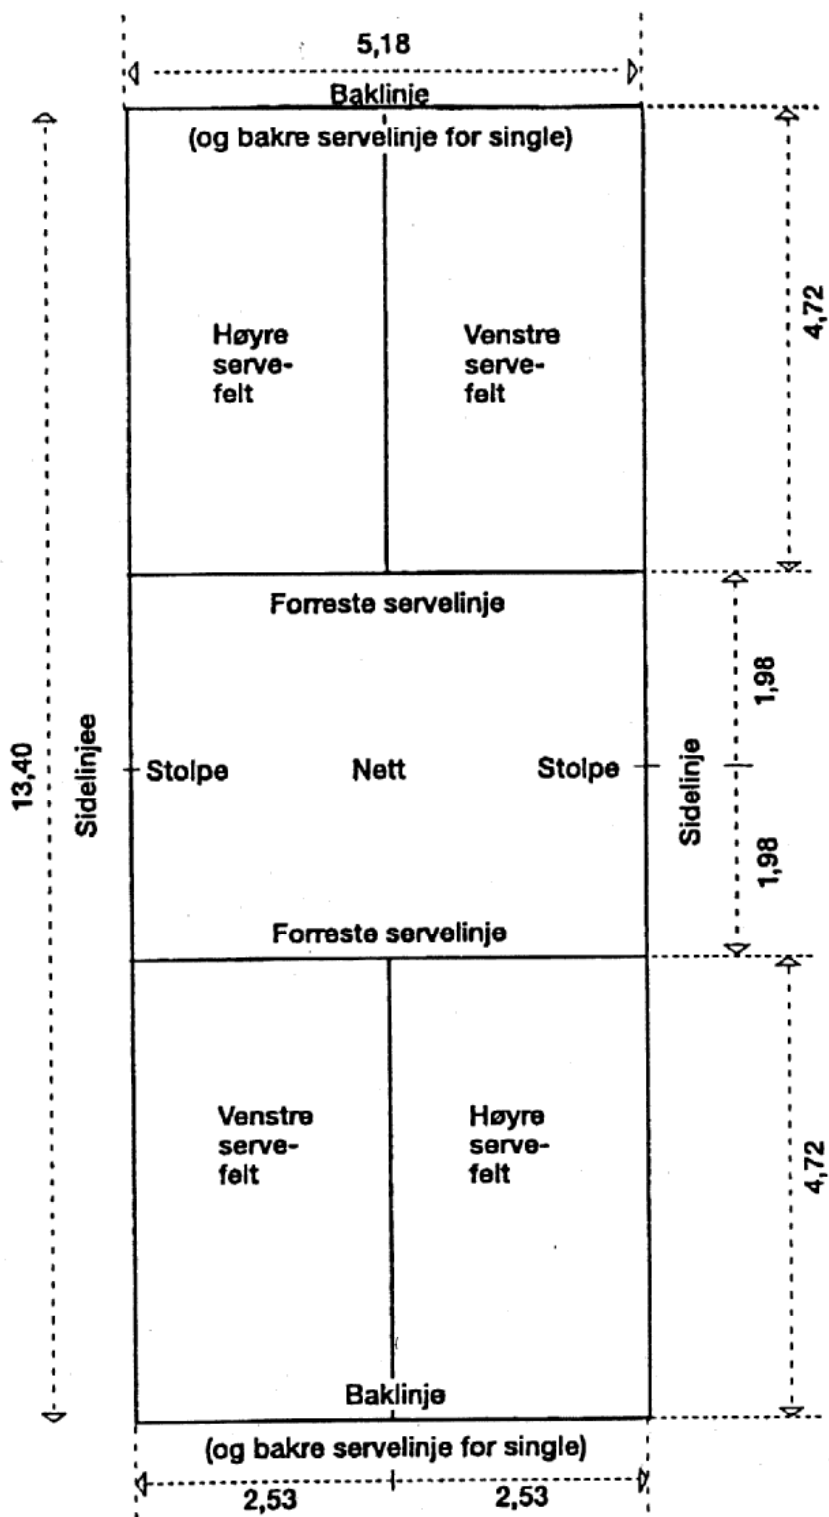 5,18
Baklinje
(og bakre servelinje for single)
4,72
Høyre
serve-
felt
Venstre
serve-
felt
Forreste servelinje
1,98
13,40
Sidelinjee
Stolpe
Nett
Stolpe
Sidelinje
1,98
Forreste servelinje
Venstre
serve-
felt
Høyre
serve-
felt
4,72
Baklinje
(og bakre servelinje for single)
2,53
2,53